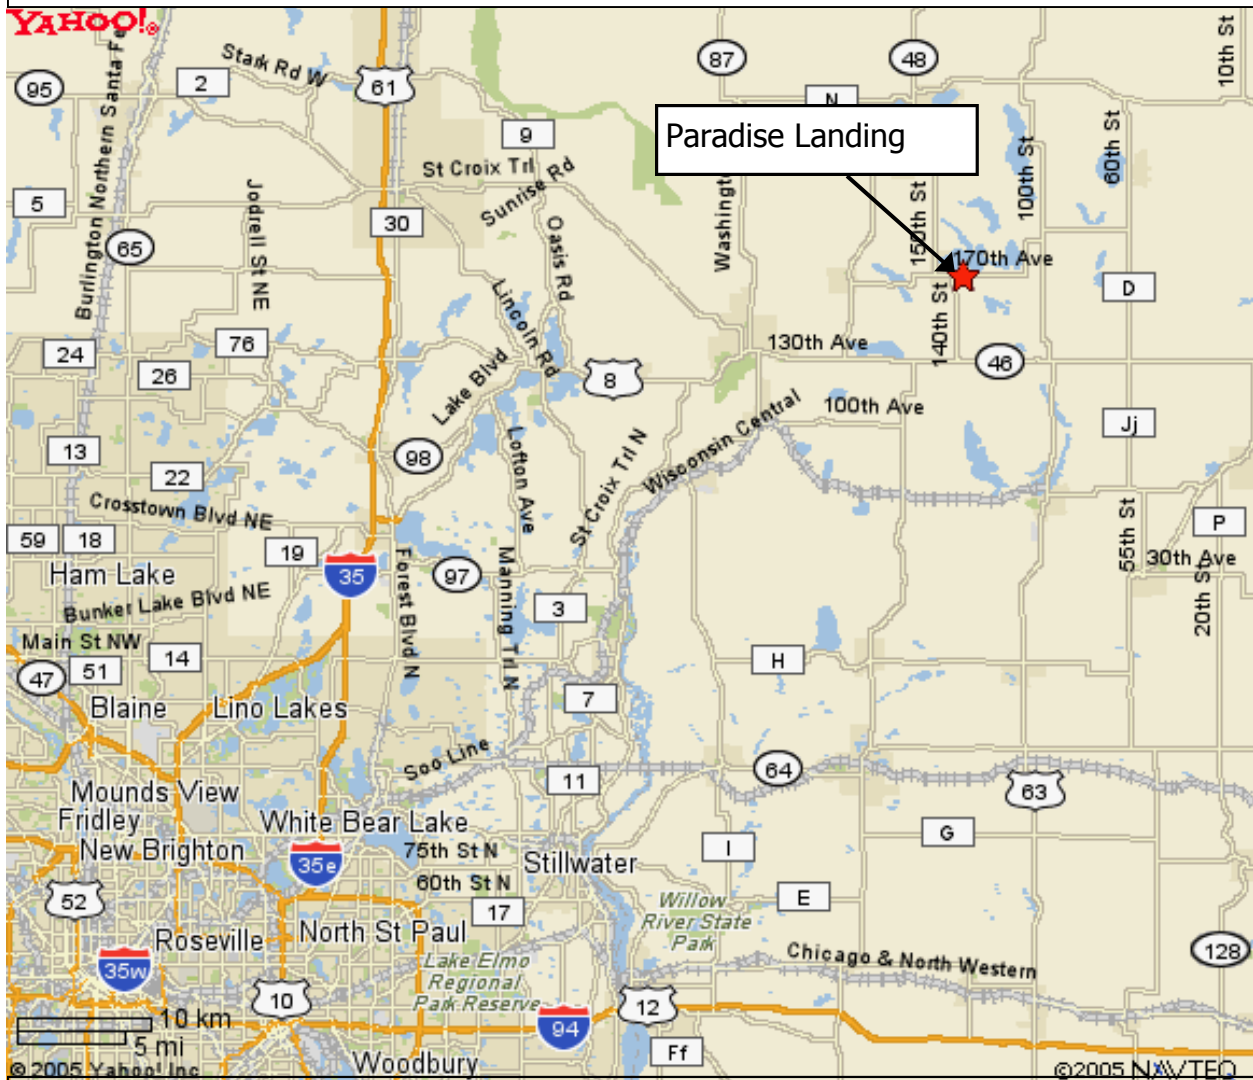 YAHOO!®
Burlington Northern Santa Fe
Stark Rd W
2
95
61
87
48
10th St
N
Paradise Landing
9
St Croix Trl
Sunrise Rd
60th St
100th St
5
Jodrell St NE
30
65
Oasis Rd
Washingt
150th St
170th Ave
D
Lincoln Rd
140th St
76
24
26
130th Ave
46
8
Lake Blvd
100th Ave
Jj
13
98
Lofton Ave
St Croix Trl N
Wisconsin Central
22
Crosstown Blvd NE
55th St
P
59
18
19
35
Forest Blvd N
97
Manning Trl N
30th Ave
20th St
Ham Lake
Bunker Lake Blvd NE
3
Main St NW
51
14
47
H
7
Blaine
Lino Lakes
Soo Line
11
64
63
Mounds View
Fridley
White Bear Lake
New Brighton
35e
75th St N
Stillwater
I
G
60th St N
52
17
Willow
River State
Park
E
Roseville
North St Paul
35w
Lake Elmo
Regional
Park Reserve
Chicago & North Western
128
10
12
10 km
5 mi
94
Ff
Woodbury
© 2005 Yahoo! Inc
©2005 NAVTEQ